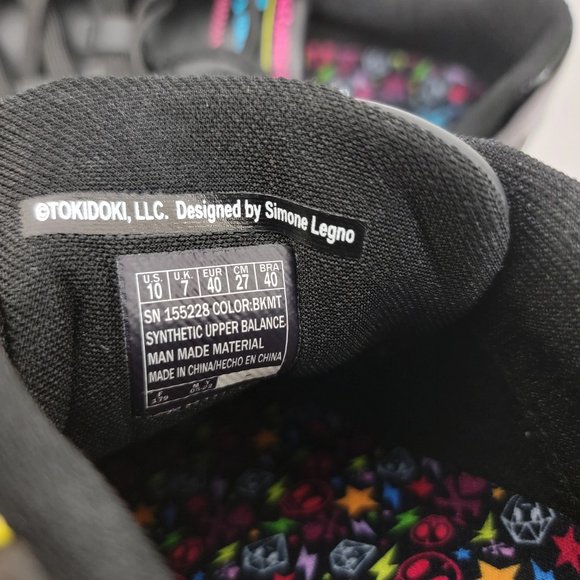 ©TOKIDOKI, LLC. Designed by Simone Legno
U.S. U.K. EUR CM BRA
10 7 40 27 40
SN 155228 COLOR:BKMT
SYNTHETIC UPPER BALANCE
MAN MADE MATERIAL
MADE IN CHINA/HECHO EN CHINA